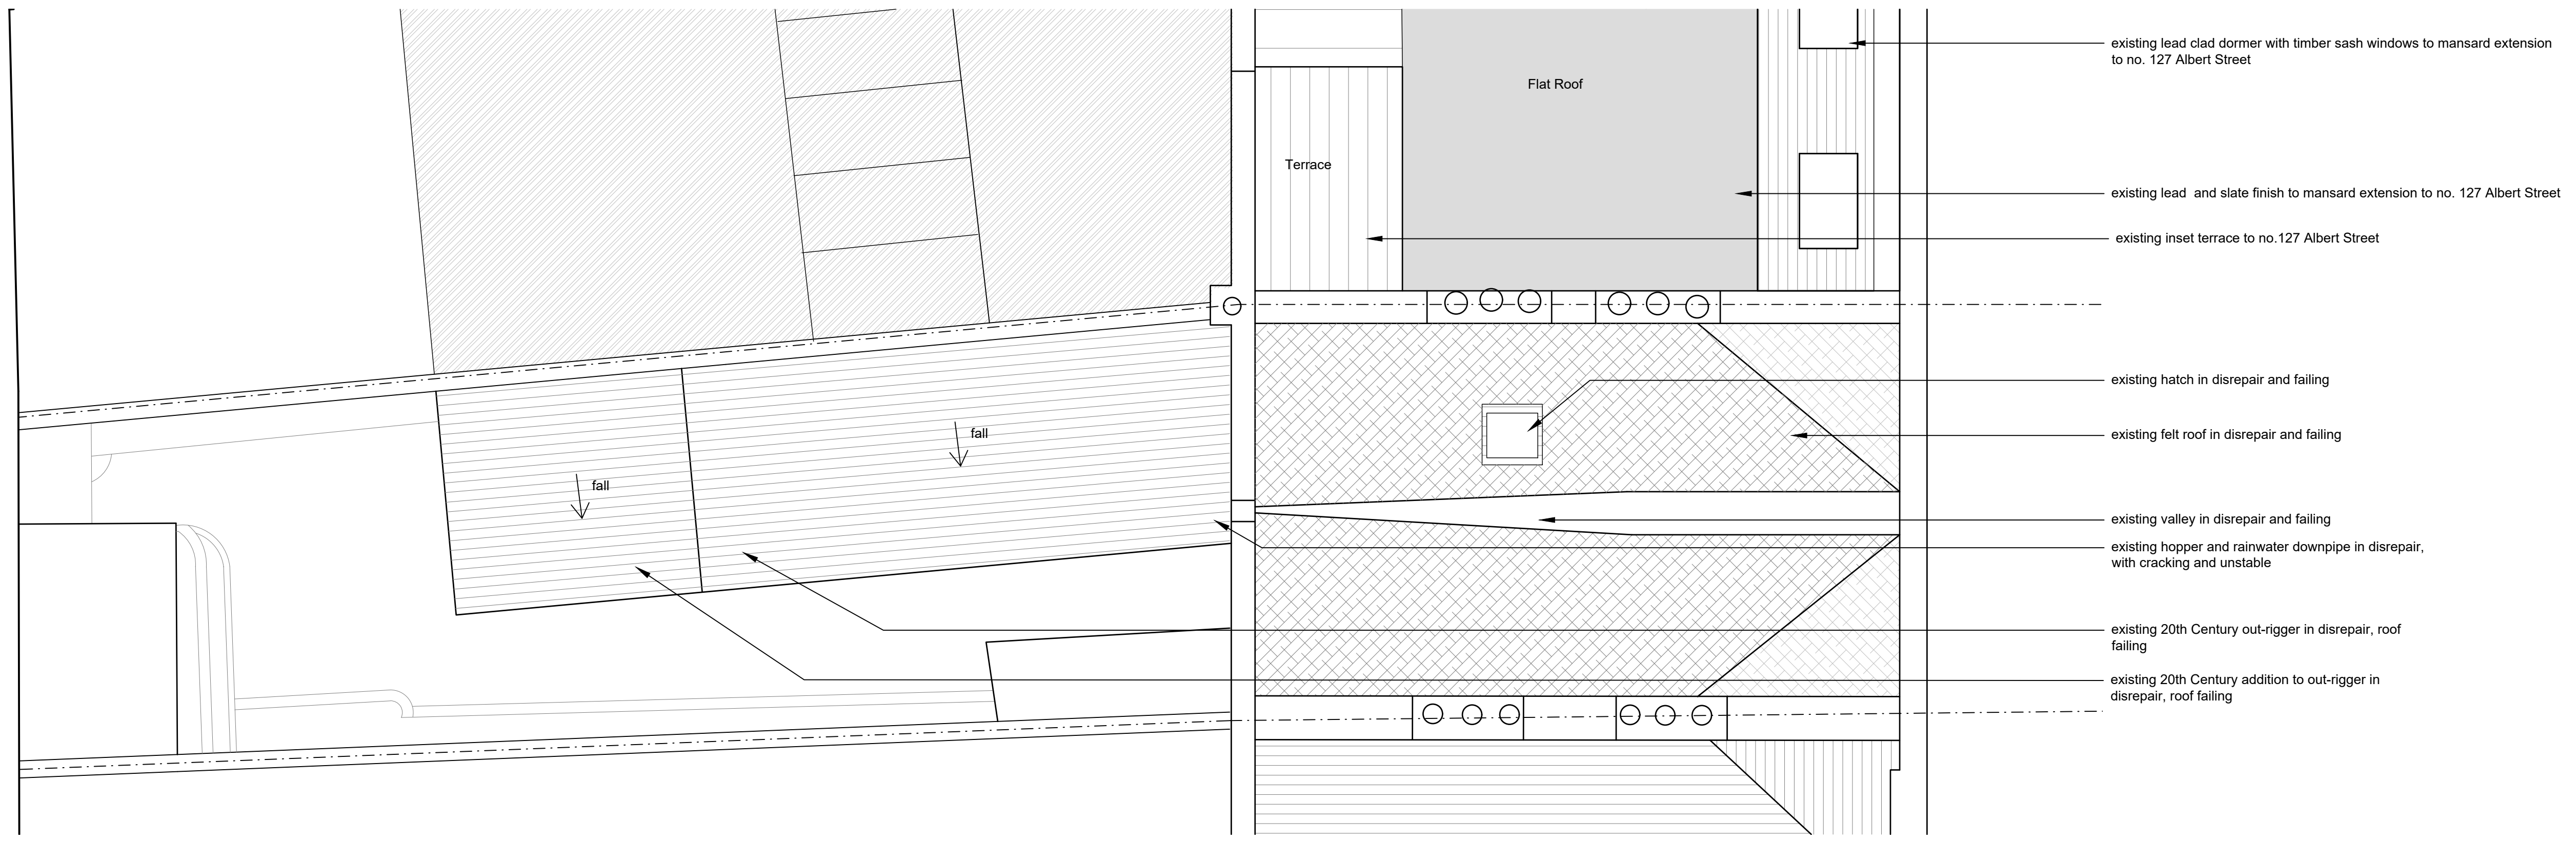 existing lead clad dormer with timber sash windows to mansard extension
to no. 127 Albert Street
Flat Roof
Terrace
existing lead  and slate finish to mansard extension to no. 127 Albert Street
existing inset terrace to no.127 Albert Street
existing hatch in disrepair and failing
fall
existing felt roof in disrepair and failing
fall
existing valley in disrepair and failing
existing hopper and rainwater downpipe in disrepair,
with cracking and unstable
existing 20th Century out-rigger in disrepair, roof
failing
existing 20th Century addition to out-rigger in
disrepair, roof failing